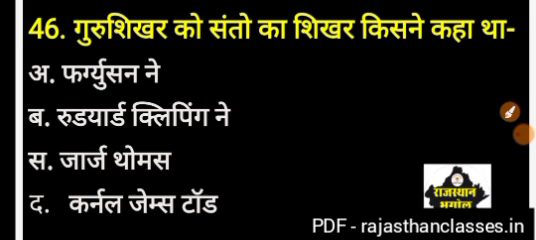 46. गुरुशिखर को संतो का शिखर किसने कहा था-
अ. फर्ग्युसन ने
ब. रुडयार्ड क्लिपिंग ने
स. जार्ज थोमस
द. कर्नल जेम्स टॉड
राजस्थान
भूगोल
PDF - rajasthanclasses.in